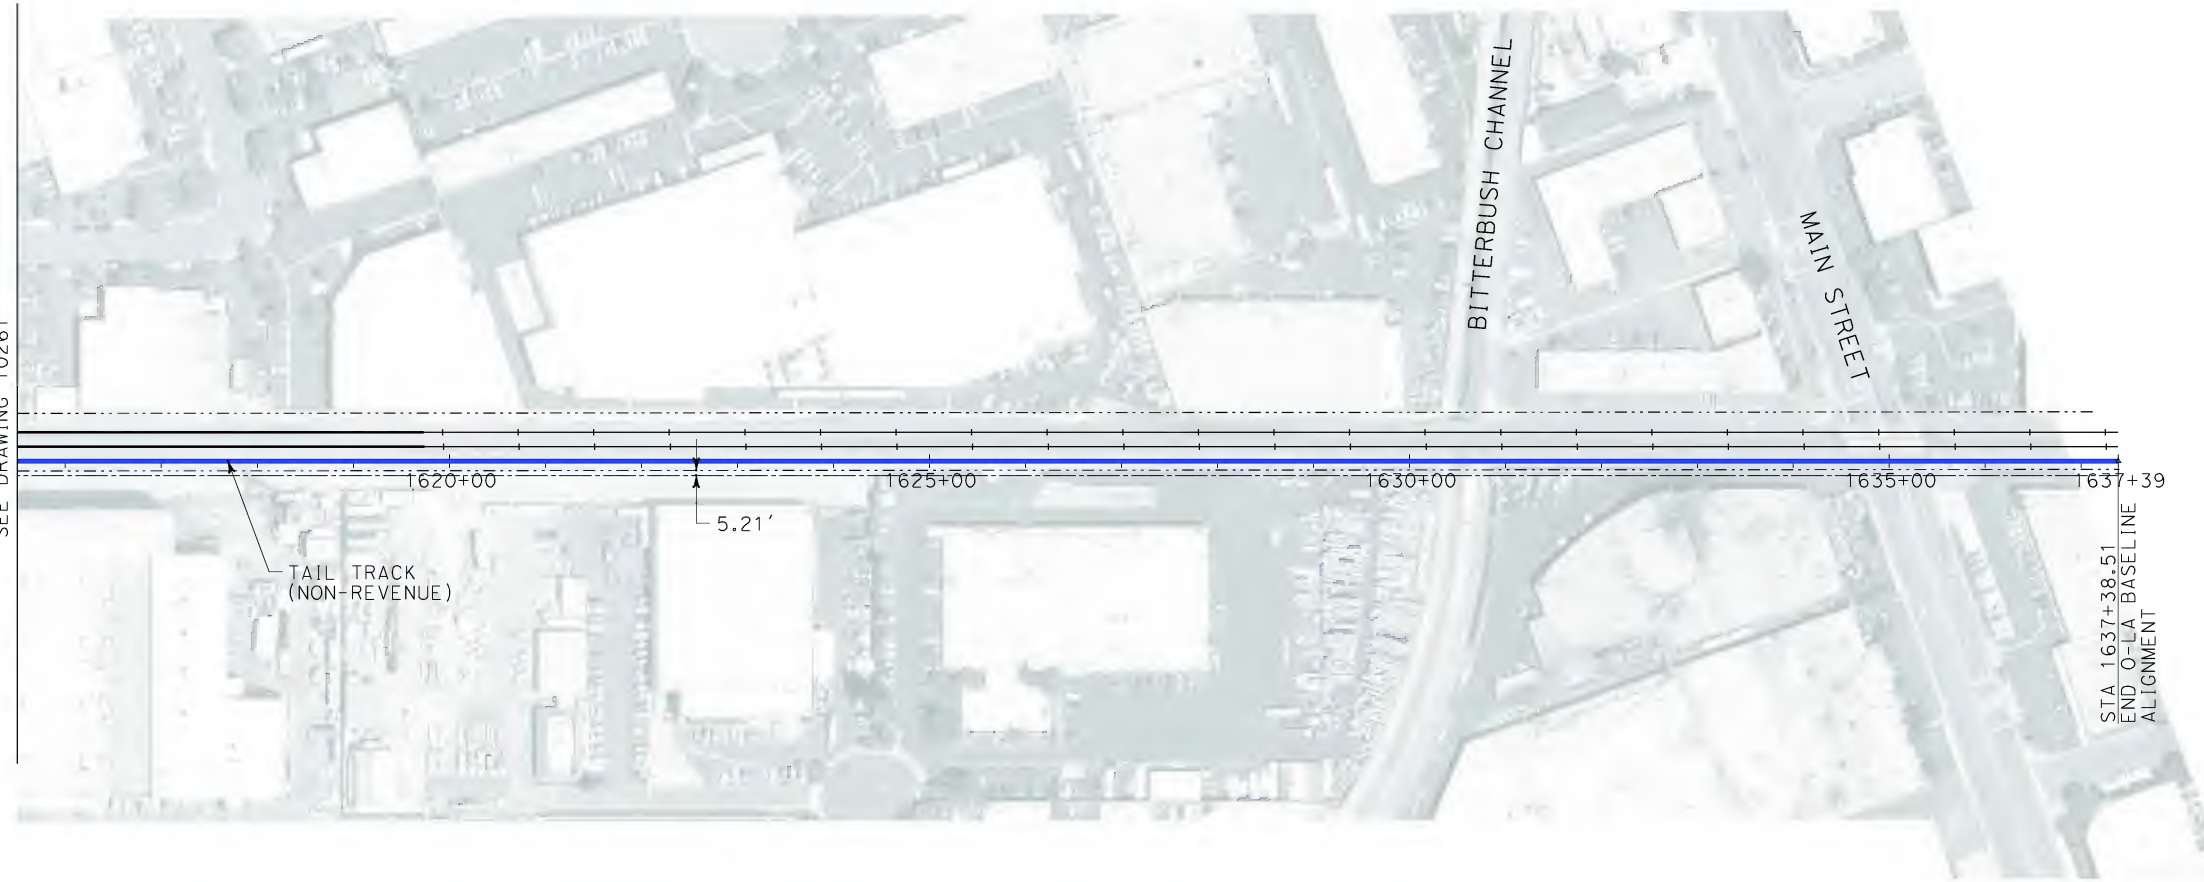 BITTERBUSH CHANNEL
MAIN STREET
SEE DRAWING
1620+00
1625+00
1630+00
1635+00
1637+39
5.21'
TAIL TRACK
(NON-REVENUE)
STA 1637+38.51
END O-LA BASELINE
ALIGNMENT